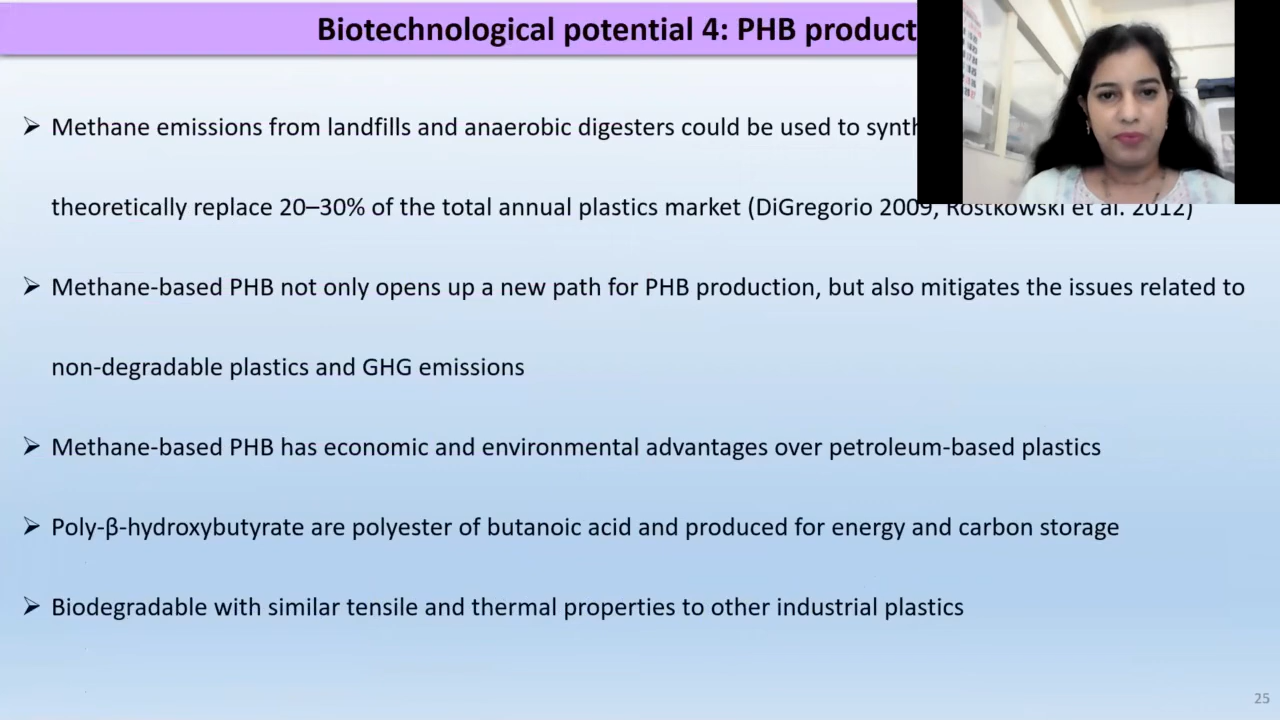 Biotechnological potential 4: PHB product
➢ Methane emissions from landfills and anaerobic digesters could be used to synth
theoretically replace 20–30% of the total annual plastics market (DiGregorio 2009, Rostkowski et al. 2012)
➢ Methane-based PHB not only opens up a new path for PHB production, but also mitigates the issues related to
non-degradable plastics and GHG emissions
➢ Methane-based PHB has economic and environmental advantages over petroleum-based plastics
➢ Poly-β-hydroxybutyrate are polyester of butanoic acid and produced for energy and carbon storage
➢ Biodegradable with similar tensile and thermal properties to other industrial plastics
25